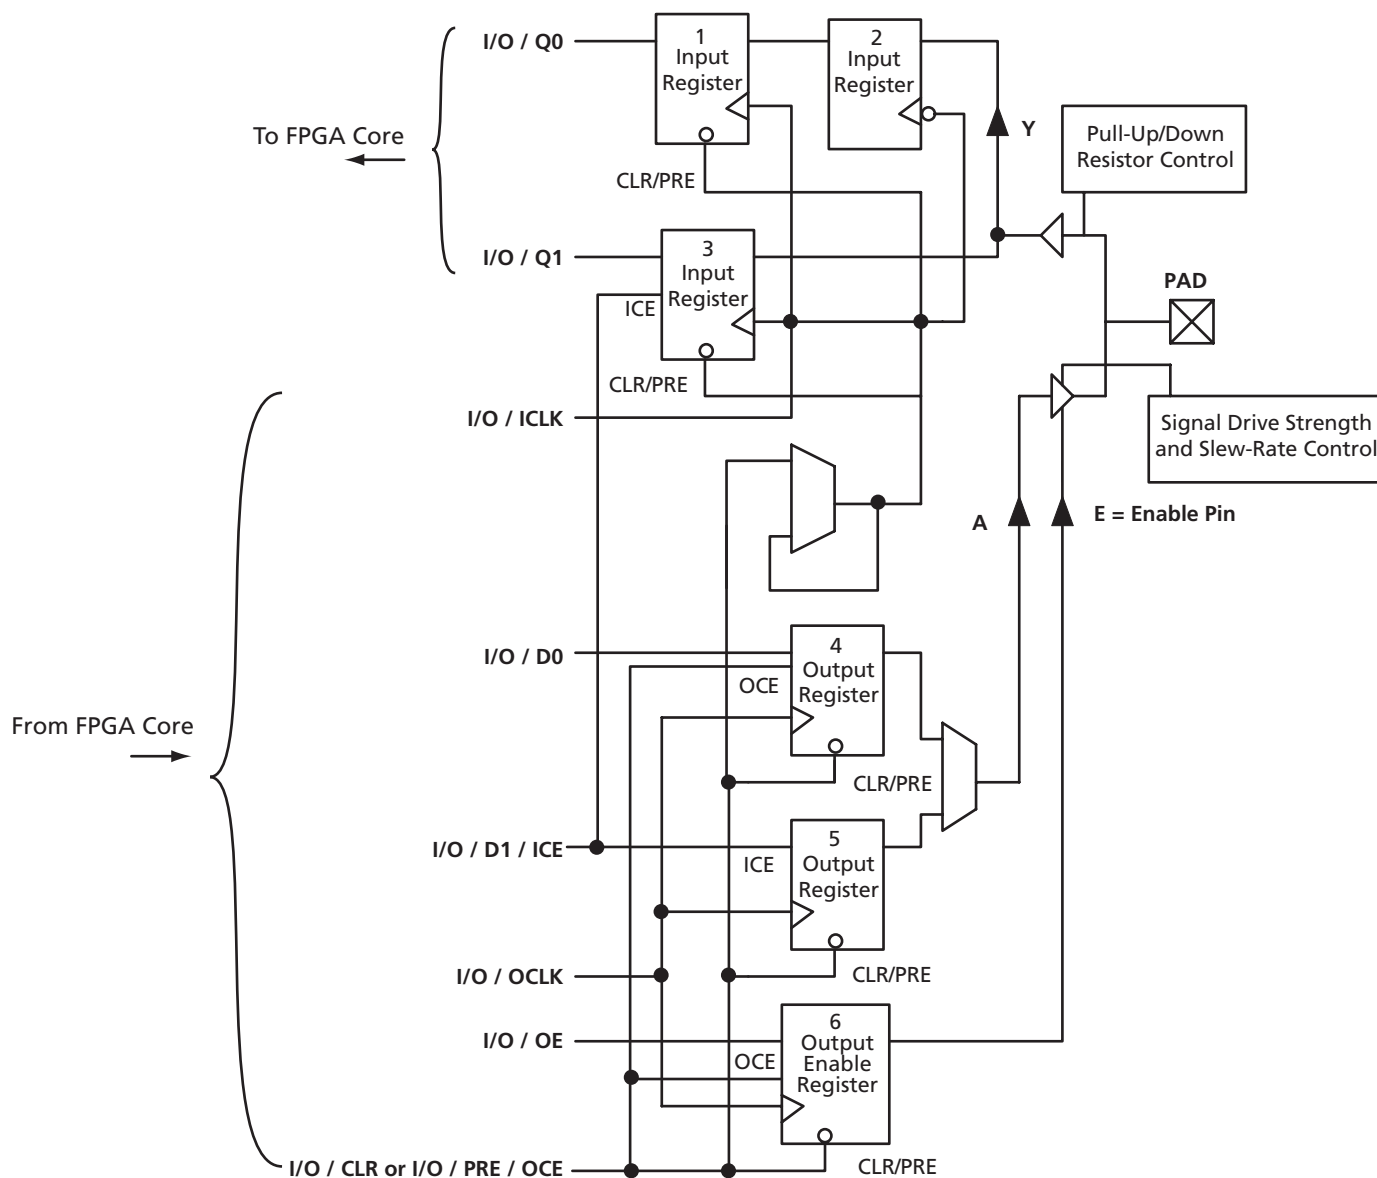 I/O / Q0
1
Input
Register
2
Input
Register
To FPGA Core
Y
Pull-Up/Down
Resistor Control
CLR/PRE
I/O / Q1
3
Input
Register
ICE
PAD
CLR/PRE
I/O / ICLK
Signal Drive Strength
and Slew-Rate Control
A
E = Enable Pin
I/O / D0
4
Output
Register
OCE
From FPGA Core
CLR/PRE
I/O / D1 / ICE
5
Output
Register
ICE
I/O / OCLK
CLR/PRE
I/O / OE
6
Output
Enable
Register
OCE
I/O / CLR or I/O / PRE / OCE
CLR/PRE